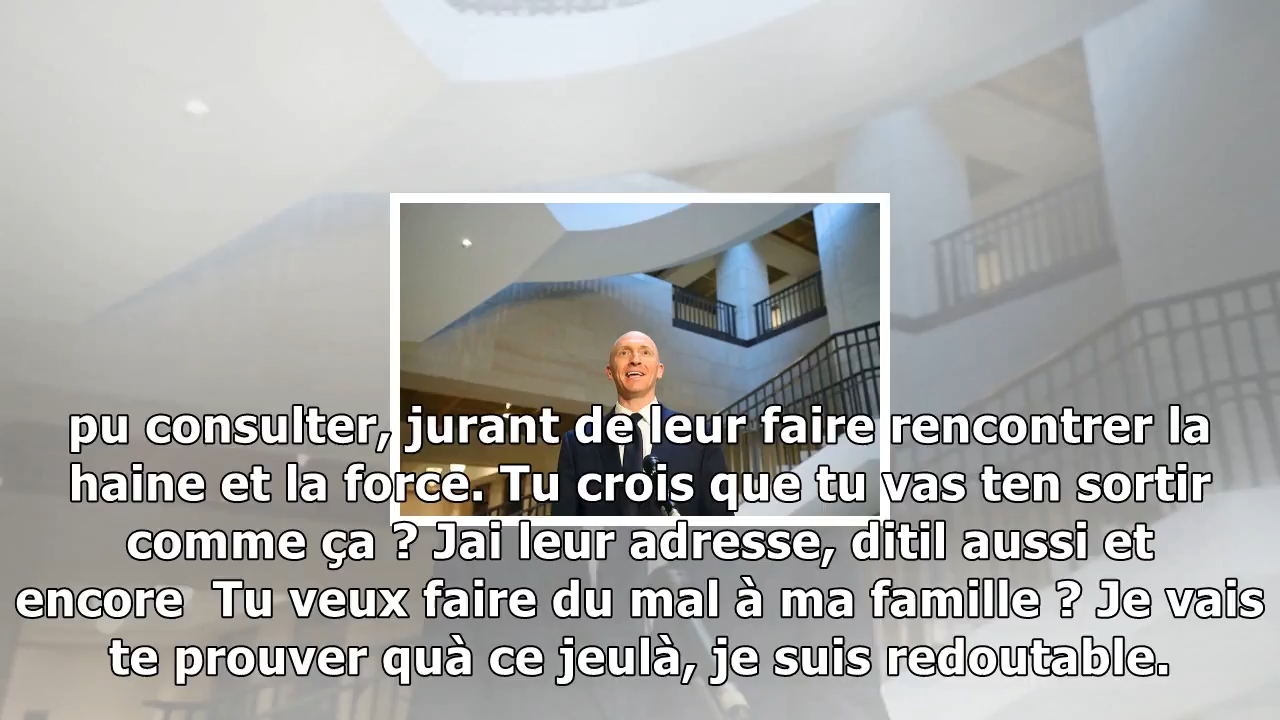 pu consulter, jurant de leur faire rencontrer la
haine et la force. Tu crois que tu vas ten sortir
comme ça ? Jai leur adresse, ditil aussi et
encore  Tu veux faire du mal à ma famille ? Je vais
te prouver quà ce jeulà, je suis redoutable.